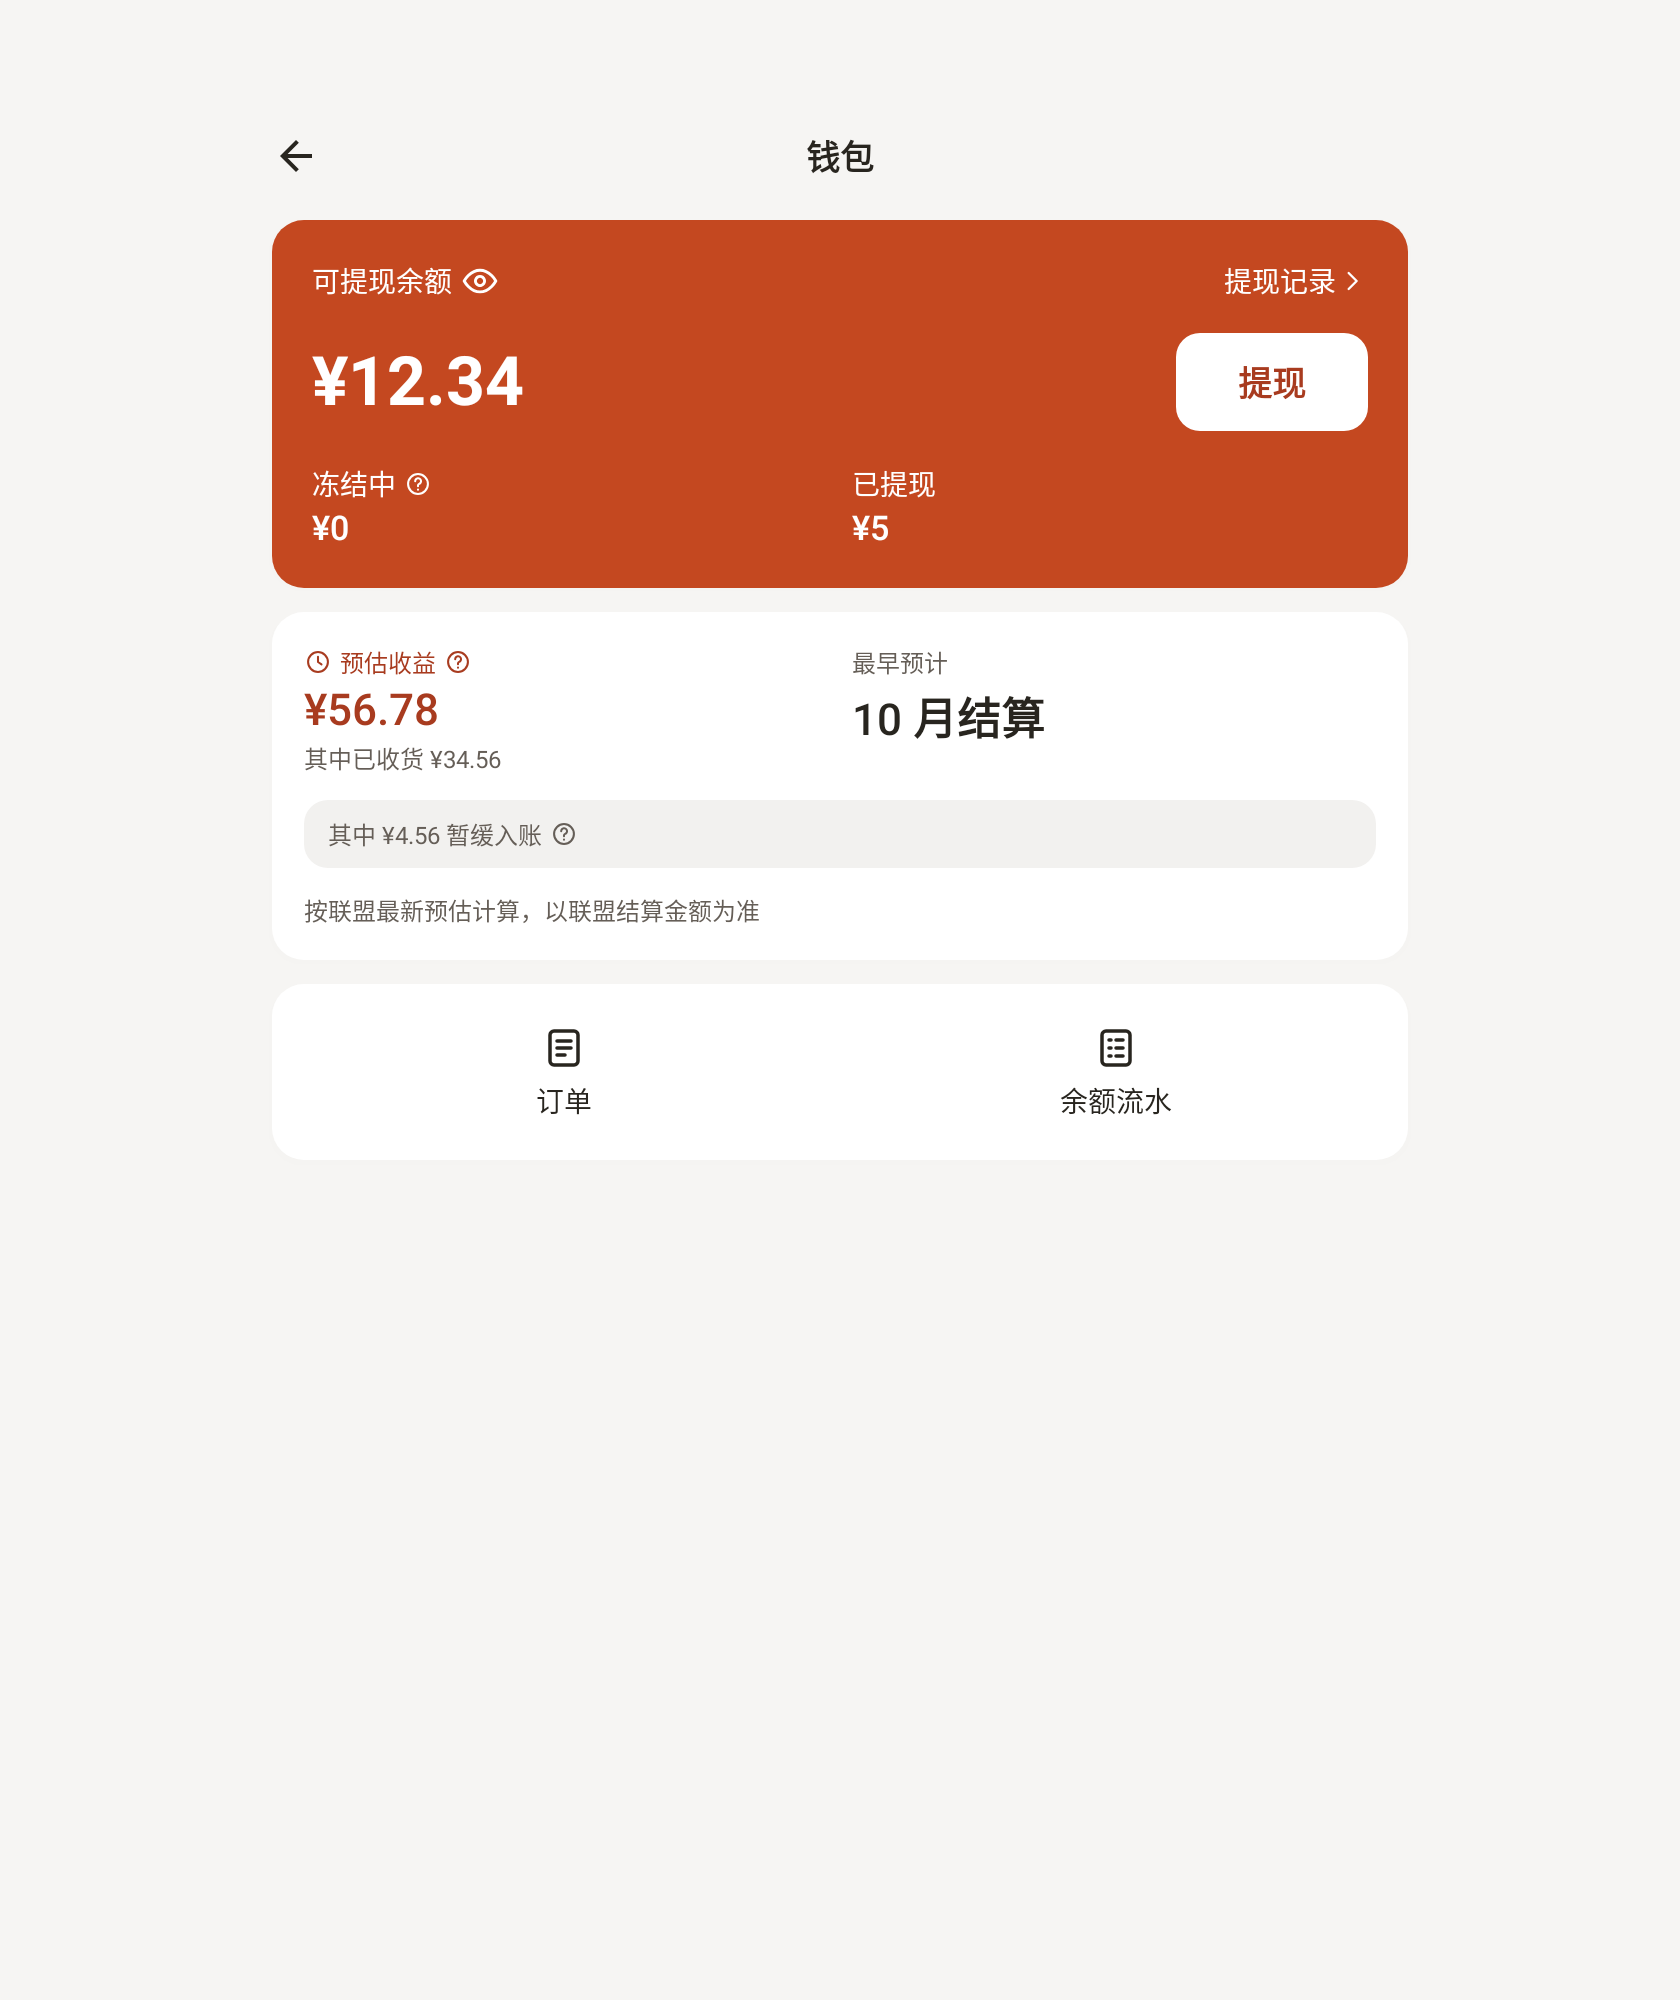 钱包
可提现余额
提现记录
¥12.34
提现
冻结中
已提现
¥0
¥5
预估收益
最早预计
¥56.78
10 月结算
其中已收货 ¥34.56
其中 ¥4.56 暂缓入账
按联盟最新预估计算，以联盟结算金额为准
订单
余额流水